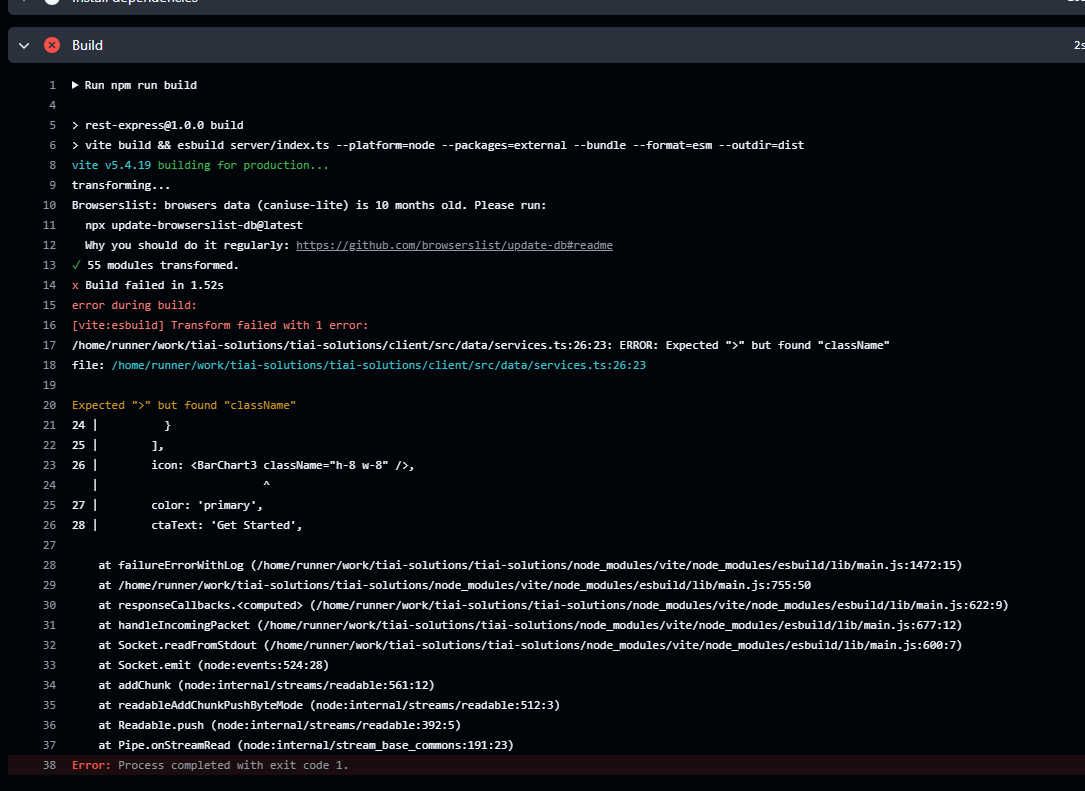 Install dependencies
Build 2s
1 Run npm run build
4
5 > rest-express@1.0.0 build
6 > vite build && esbuild server/index.ts --platform=node --packages=external --bundle --format=esm --outdir=dist
8 vite v5.4.19 building for production...
9 transforming...
10 Browserslist: browsers data (caniuse-lite) is 10 months old. Please run:
11 npx update-browserslist-db@latest
12 Why you should do it regularly: https://github.com/browserslist/update-db#readme
13 ✓ 55 modules transformed.
14 x Build failed in 1.52s
15 error during build:
16 [vite:esbuild] Transform failed with 1 error:
17 /home/runner/work/tiai-solutions/tiai-solutions/client/src/data/services.ts:26:23: ERROR: Expected ">" but found "className"
18 file: /home/runner/work/tiai-solutions/tiai-solutions/client/src/data/services.ts:26:23
19
20 Expected ">" but found "className"
21 24 | }
22 25 | ],
23 26 | icon: <BarChart3 className="h-8 w-8" />,
24 | ^
25 27 | color: 'primary',
26 28 | ctaText: 'Get Started',
27
28 at failureErrorWithLog (/home/runner/work/tiai-solutions/tiai-solutions/node_modules/vite/node_modules/esbuild/lib/main.js:1472:15)
29 at /home/runner/work/tiai-solutions/tiai-solutions/node_modules/vite/node_modules/esbuild/lib/main.js:755:50
30 at responseCallbacks.<computed> (/home/runner/work/tiai-solutions/tiai-solutions/node_modules/vite/node_modules/esbuild/lib/main.js:622:9)
31 at handleIncomingPacket (/home/runner/work/tiai-solutions/tiai-solutions/node_modules/vite/node_modules/esbuild/lib/main.js:677:12)
32 at Socket.readFromStdout (/home/runner/work/tiai-solutions/tiai-solutions/node_modules/vite/node_modules/esbuild/lib/main.js:600:7)
33 at Socket.emit (node:events:524:28)
34 at addChunk (node:internal/streams/readable:561:12)
35 at readableAddChunkPushByteMode (node:internal/streams/readable:512:3)
36 at Readable.push (node:internal/streams/readable:392:5)
37 at Pipe.onStreamRead (node:internal/stream_base_commons:191:23)
38 Error: Process completed with exit code 1.